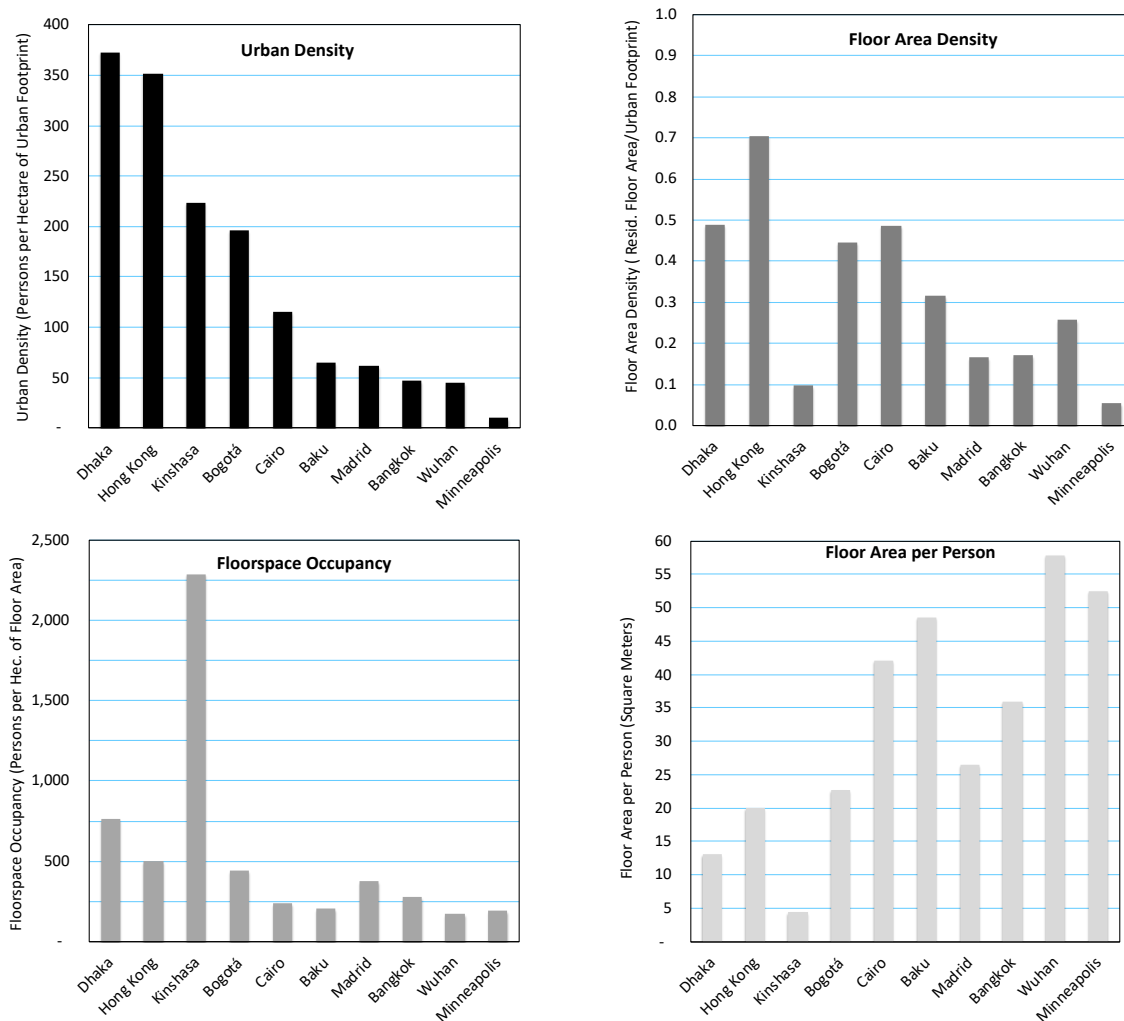 Urban Density
Urban Density (Perrsons per Hectare of Urban Footprint)
400
350
300
250
200
150
100
50
-
Dhaka
Hong Kong
Kinshasa
Bogotá
Cairo
Baku
Madrid
Bangkok
Wuhan
Minneapolis
Floor Area Density
Floor Area Density ( Resid. Floor Area/Urban Footprint)
1.0
0.9
0.8
0.7
0.6
0.5
0.4
0.3
0.2
0.1
0.0
Dhaka
Hong Kong
Kinshasa
Bogotá
Cairo
Baku
Madrid
Bangkok
Wuhan
Minneapolis
Floorspace Occupancy
Floorspace Occupancy (Persons per Hec. of Floor Area)
2,500
2,000
1,500
1,000
500
-
Dhaka
Hong Kong
Kinshasa
Bogotá
Cairo
Baku
Madrid
Bangkok
Wuhan
Minneapolis
Floor Area per Person
Floor Area per Person (Square Meters)
60
55
50
45
40
35
30
25
20
15
10
5
-
Dhaka
Hong Kong
Kinshasa
Bogotá
Cairo
Baku
Madrid
Bangkok
Wuhan
Minneapolis